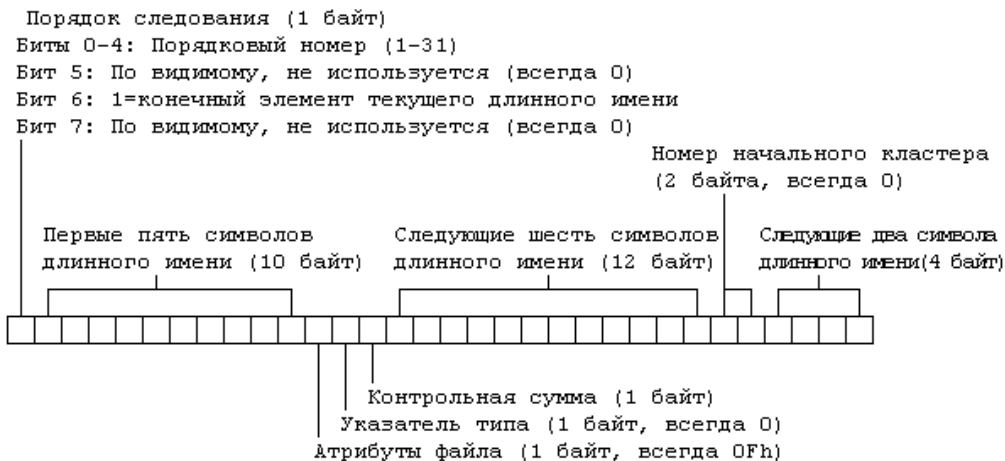 Порядок следования (1 байт)
Биты 0-4: Порядковый номер (1-31)
Бит 5: По видимому, не используется (всегда 0)
Бит 6: 1=конечный элемент текущего длинного имени
Бит 7: По видимому, не используется (всегда 0)
Номер начального кластера
(2 байта, всегда 0)
Первые пять символов
длинного имени (10 байт)
Следующие шесть символов
длинного имени (12 байт)
Следующие два символа
длинного имени(4 байт)
Контрольная сумма (1 байт)
Указатель типа (1 байт, всегда 0)
Атрибуты файла (1 байт, всегда 0Fh)